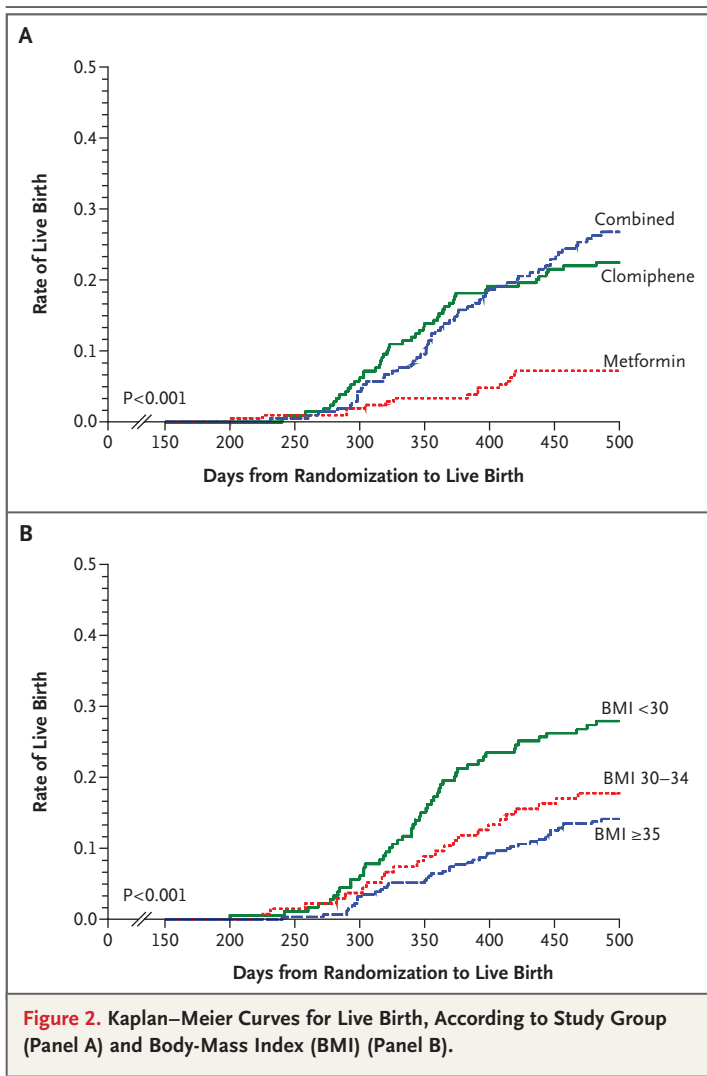 A
0.5
0.4
0.3
0.2
0.1
0.0
Rate of Live Birth
Combined
Clomiphene
Metformin
P<0.001
0 150 200 250 300 350 400 450 500
Days from Randomization to Live Birth
B
0.5
0.4
0.3
0.2
0.1
0.0
Rate of Live Birth
BMI <30
BMI 30–34
BMI ≥35
P<0.001
0 150 200 250 300 350 400 450 500
Days from Randomization to Live Birth
Figure 2. Kaplan–Meier Curves for Live Birth, According to Study Group
(Panel A) and Body-Mass Index (BMI) (Panel B).